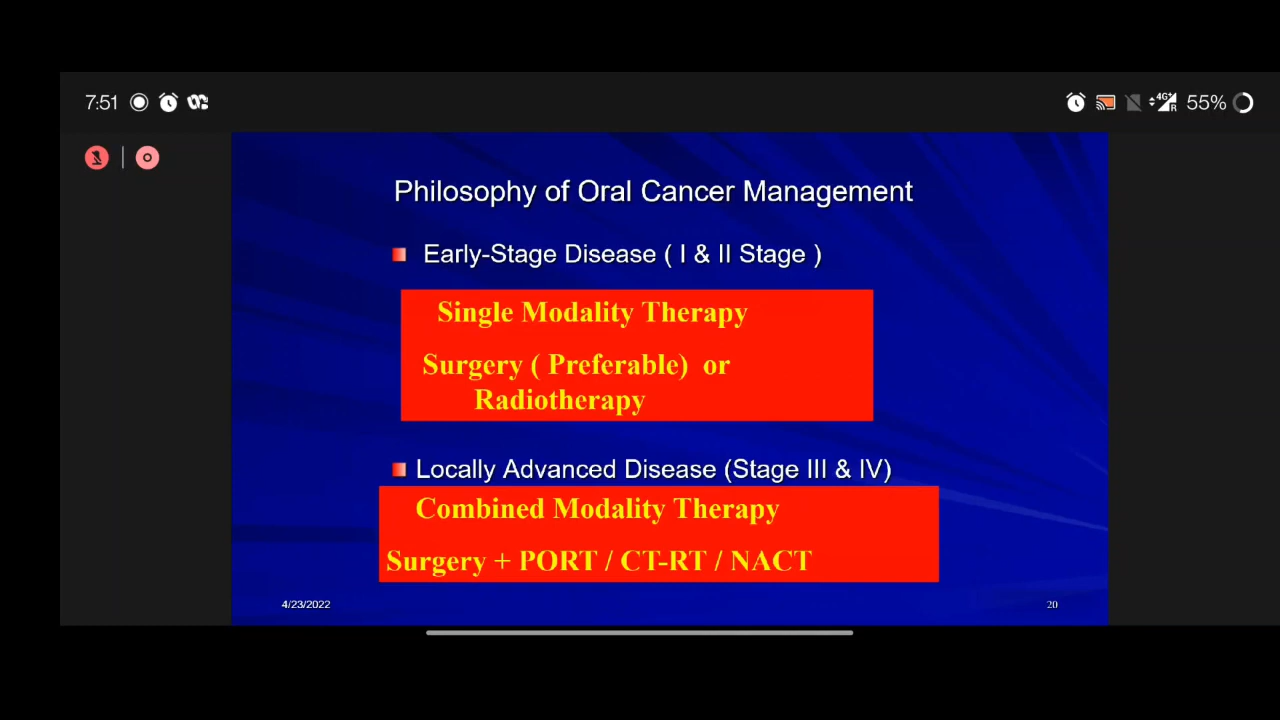 7:51
4G+
R
55%
Philosophy of Oral Cancer Management
Early-Stage Disease ( I & II Stage )
Single Modality Therapy
Surgery ( Preferable) or
Radiotherapy
Locally Advanced Disease (Stage III & IV)
Combined Modality Therapy
Surgery + PORT / CT-RT / NACT
4/23/2022
20